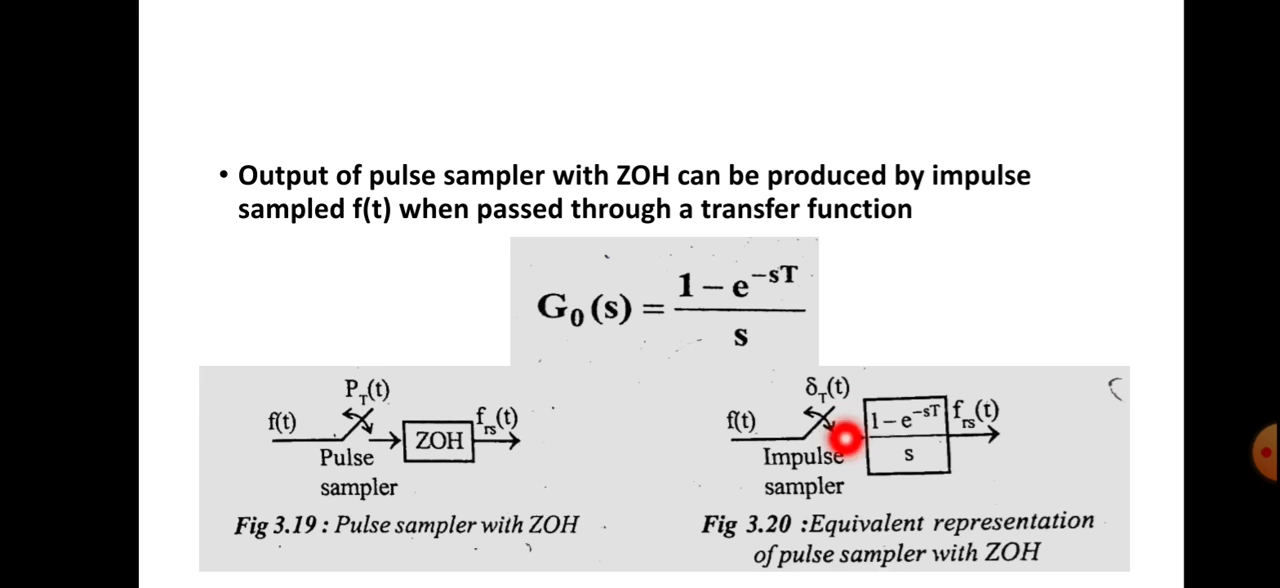 • Output of pulse sampler with ZOH can be produced by impulse
sampled f(t) when passed through a transfer function
G₀(s) = (1 − e^−sT) / s
P_T(t)
f(t)
ZOH
f_rs(t)
Pulse
sampler
Fig 3.19 : Pulse sampler with ZOH
δ_T(t)
f(t)
1−e^−sT
s
f_rs(t)
Impulse
sampler
Fig 3.20 :Equivalent representation
of pulse sampler with ZOH